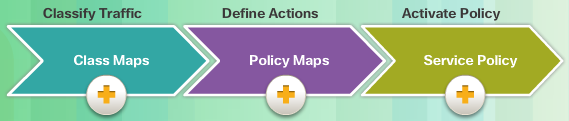 Classify Traffic Define Actions Activate Policy
Class Maps Policy Maps Service Policy